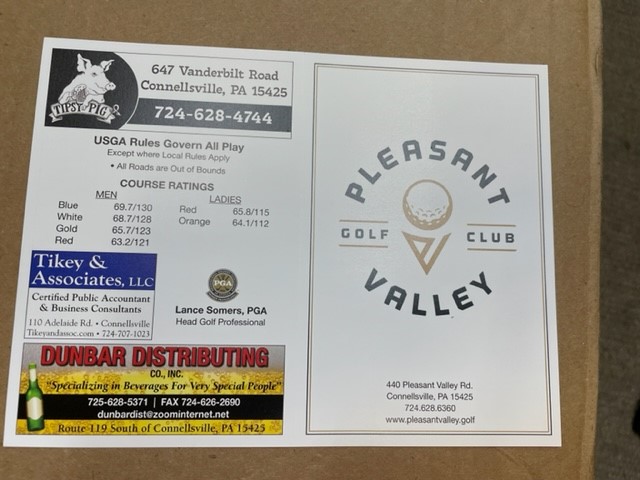 TIPSY PIG
647 Vanderbilt Road
Connellsville, PA 15425
724-628-4744
USGA Rules Govern All Play
Except where Local Rules Apply
• All Roads are Out of Bounds
COURSE RATINGS
MEN
Blue 69.7/130
White 68.7/128
Gold 65.7/123
Red 63.2/121
LADIES
Red 65.8/115
Orange 64.1/112
Tikey &
Associates, LLC
Certified Public Accountant
& Business Consultants
110 Adelaide Rd. • Connellsville
Tikeyandassoc.com • 724-707-1023
PGA
Lance Somers, PGA
Head Golf Professional
DUNBAR DISTRIBUTING
CO., INC.
"Specializing in Beverages For Very Special People"
725-628-5371 | FAX 724-626-2690
dunbardist@zoominternet.net
Route 119 South of Connellsville, PA 15425
PLEASANT
GOLF CLUB
VALLEY
440 Pleasant Valley Rd.
Connellsville, PA 15425
724.628.6360
www.pleasantvalley.golf